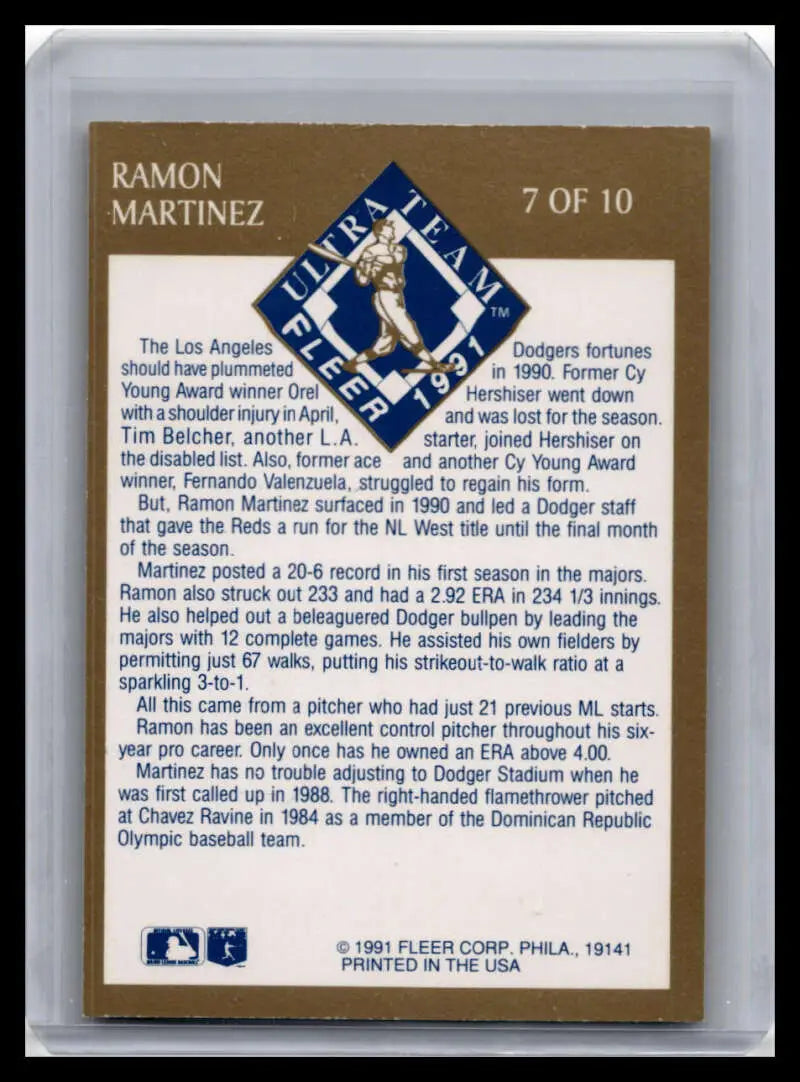 RAMON
MARTINEZ
ULTRA TEAM
FLEER 1991
TM
7 OF 10
The Los Angeles Dodgers fortunes
should have plummeted in 1990. Former Cy
Young Award winner Orel Hershiser went down
with a shoulder injury in April, and was lost for the season.
Tim Belcher, another L.A. starter, joined Hershiser on
the disabled list. Also, former ace and another Cy Young Award
winner, Fernando Valenzuela, struggled to regain his form.
But, Ramon Martinez surfaced in 1990 and led a Dodger staff
that gave the Reds a run for the NL West title until the final month
of the season.
Martinez posted a 20-6 record in his first season in the majors.
Ramon also struck out 233 and had a 2.92 ERA in 234 1/3 innings.
He also helped out a beleaguered Dodger bullpen by leading the
majors with 12 complete games. He assisted his own fielders by
permitting just 67 walks, putting his strikeout-to-walk ratio at a
sparkling 3-to-1.
All this came from a pitcher who had just 21 previous ML starts.
Ramon has been an excellent control pitcher throughout his six-
year pro career. Only once has he owned an ERA above 4.00.
Martinez has no trouble adjusting to Dodger Stadium when he
was first called up in 1988. The right-handed flamethrower pitched
at Chavez Ravine in 1984 as a member of the Dominican Republic
Olympic baseball team.
© 1991 FLEER CORP. PHILA., 19141
PRINTED IN THE USA